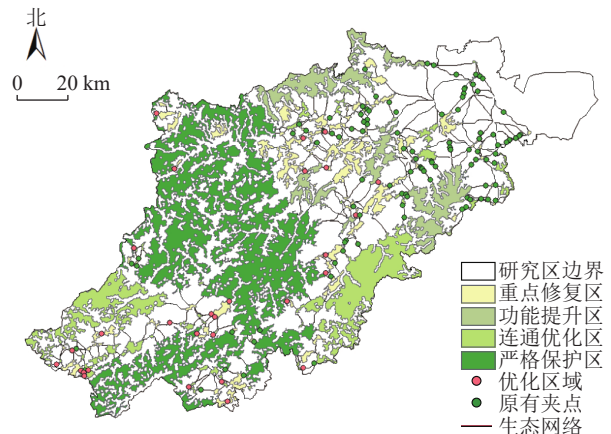 北
0 20 km
研究区边界
重点修复区
功能提升区
连通优化区
严格保护区
优化区域
原有夹点
生态网络